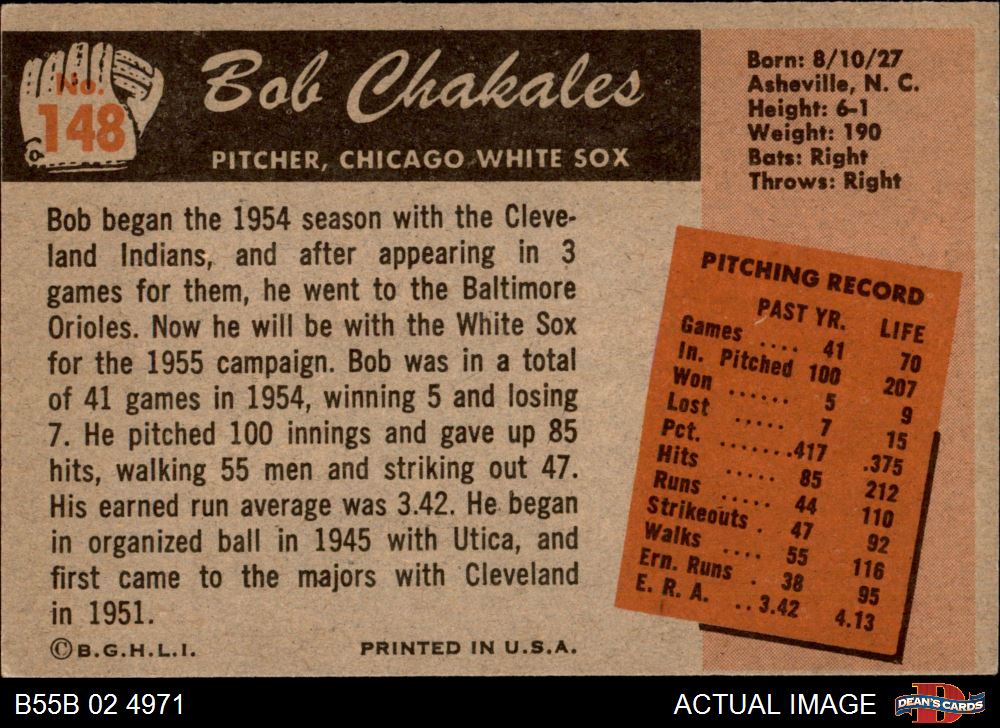 No.
148
Bob Chakales
PITCHER, CHICAGO WHITE SOX
Born: 8/10/27
Asheville, N. C.
Height: 6-1
Weight: 190
Bats: Right
Throws: Right
Bob began the 1954 season with the Cleve-
land Indians, and after appearing in 3
games for them, he went to the Baltimore
Orioles. Now he will be with the White Sox
for the 1955 campaign. Bob was in a total
of 41 games in 1954, winning 5 and losing
7. He pitched 100 innings and gave up 85
hits, walking 55 men and striking out 47.
His earned run average was 3.42. He began
in organized ball in 1945 with Utica, and
first came to the majors with Cleveland
in 1951.
©B.G.H.L.I. PRINTED IN U.S.A.
PITCHING RECORD
PAST YR. LIFE
Games .... 41 70
In. Pitched 100 207
Won ...... 5 9
Lost ..... 7 15
Pct. .......417 .375
Hits ..... 85 212
Runs ..... 44 110
Strikeouts . 47 92
Walks .... 55 116
Ern. Runs . 38 95
E. R. A. ..3.42 4.13
B55B 02 4971
ACTUAL IMAGE
D
DEAN'S CARDS